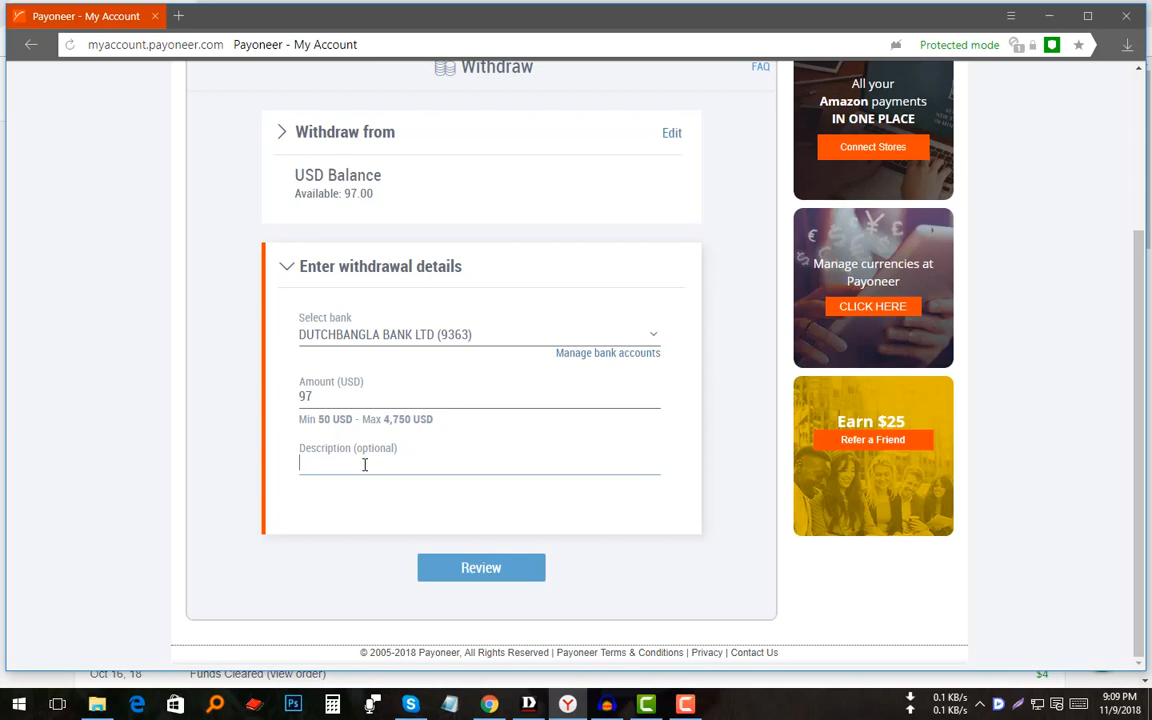 Payoneer - My Account
myaccount.payoneer.com Payoneer - My Account
Protected mode
Withdraw
FAQ
Withdraw from
Edit
USD Balance
Available: 97.00
Enter withdrawal details
Select bank
DUTCHBANGLA BANK LTD (9363)
Manage bank accounts
Amount (USD)
97
Min 50 USD - Max 4,750 USD
Description (optional)
Review
All your
Amazon payments
IN ONE PLACE
Connect Stores
Manage currencies at
Payoneer
CLICK HERE
Earn $25
Refer a Friend
© 2005-2018 Payoneer, All Rights Reserved | Payoneer Terms & Conditions | Privacy | Contact Us
Oct 16, 18 Funds Cleared (view order) $4
0.1 KB/s
0.1 KB/s
9:09 PM
11/9/2018